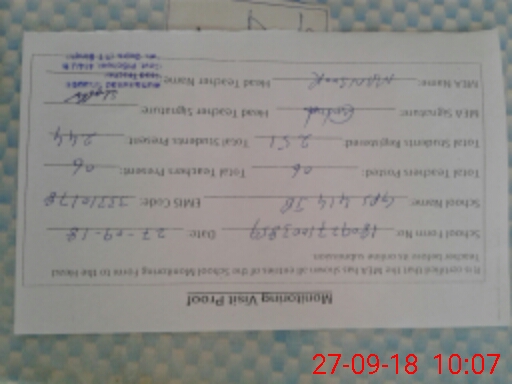 Monitoring Visit Proof
It is certified that the MEA has shown all entries of the School Monitoring Form to the Head
Teacher before its online submission
School Form No: 1809271003859 Date: 27-09-18
School Name: GPS 414 JB EMIS Code: 33310178
Total Teachers Posted: 06 Total Teachers Present: 06
Total Students Registered: 251 Total Students Present: 244
MEA Signature: Head Teacher Signature:
MEA Name: Head Teacher Name:
27-09-18 10:07